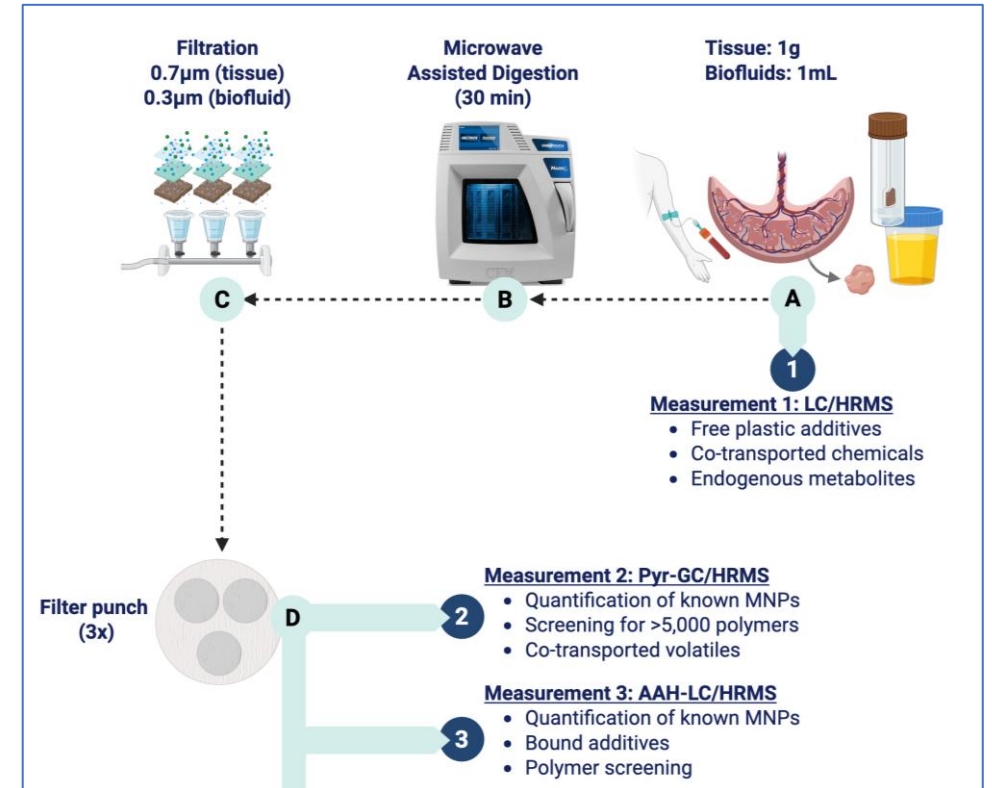 Filtration
0.7µm (tissue)
0.3µm (biofluid)
Microwave
Assisted Digestion
(30 min)
Tissue: 1g
Biofluids: 1mL
C
B
A
1
Measurement 1: LC/HRMS
• Free plastic additives
• Co-transported chemicals
• Endogenous metabolites
Filter punch
(3x)
D
2
Measurement 2: Pyr-GC/HRMS
• Quantification of known MNPs
• Screening for >5,000 polymers
• Co-transported volatiles
3
Measurement 3: AAH-LC/HRMS
• Quantification of known MNPs
• Bound additives
• Polymer screening